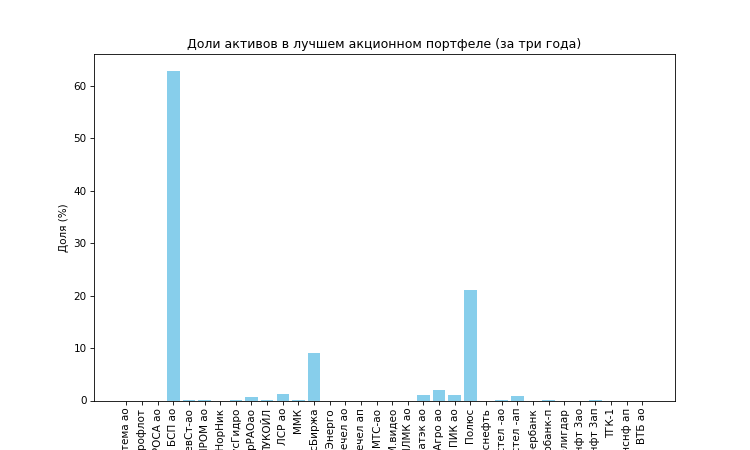 Доли активов в лучшем акционном портфеле (за три года)
Доля (%)
60
50
40
30
20
10
0
тема ао
рофлот
РОСА ао
БСП ао
евСт-ао
ПРОМ ао
НорНик
сГидро
рРАОао
ЛУКОЙЛ
ЛСР ао
ММК
сБиржа
Энерго
ечел ао
ечел ап
МТС-ао
М.видео
ЛМК ао
атэк ао
Агро ао
ПИК ао
Полюс
снефть
стел -ао
стел -ап
ербанк
рбанк-п
лигдар
нфт 3ао
нфт 3ап
ТГК-1
нснф ап
ВТБ ао